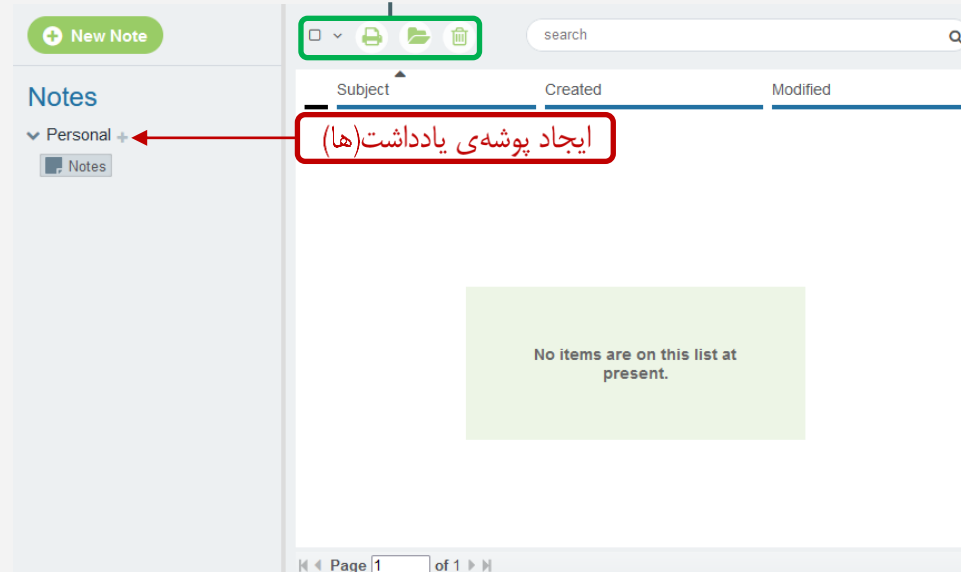 New Note
search
Notes
Subject
Created
Modified
Personal
ایجاد پوشه‌ی یادداشت(ها)
Notes
No items are on this list at
present.
Page 1 of 1